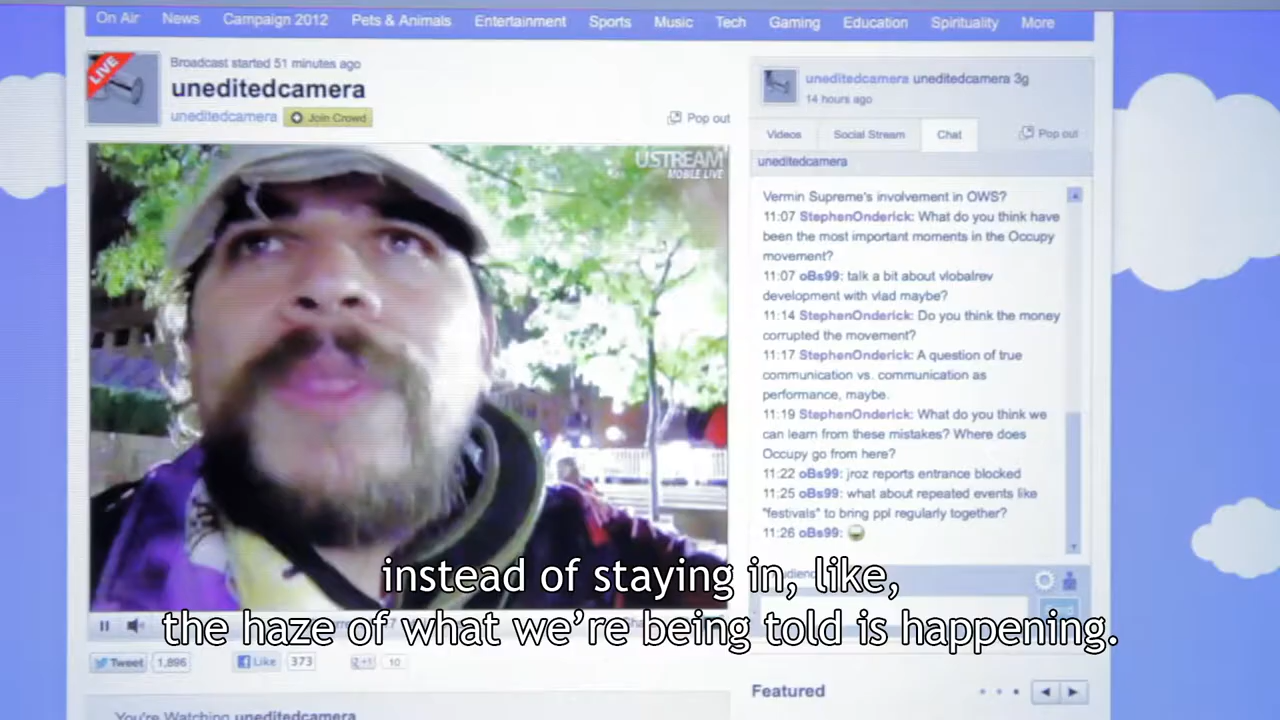 On Air News Campaign 2012 Pets & Animals Entertainment Sports Music Tech Gaming Education Spirituality More
LIVE
Broadcast started 51 minutes ago
uneditedcamera
uneditedcamera Join Crowd
Pop out
USTREAM
MOBILE LIVE
uneditedcamera uneditedcamera 3g
14 hours ago
Videos Social Stream Chat Pop out
uneditedcamera
Vermin Supreme's involvement in OWS?
11:07 StephenOnderick: What do you think have
been the most important moments in the Occupy
movement?
11:07 oBs99: talk a bit about vlobalrev
development with vlad maybe?
11:14 StephenOnderick: Do you think the money
corrupted the movement?
11:17 StephenOnderick: A question of true
communication vs. communication as
performance, maybe.
11:19 StephenOnderick: What do you think we
can learn from these mistakes? Where does
Occupy go from here?
11:22 oBs99: jroz reports entrance blocked
11:25 oBs99: what about repeated events like
"festivals" to bring ppl regularly together?
11:26 oBs99:
instead of staying in, like,
the haze of what we're being told is happening.
Tweet 1,896 Like 373 +1 10
Featured
You're Watching uneditedcamera